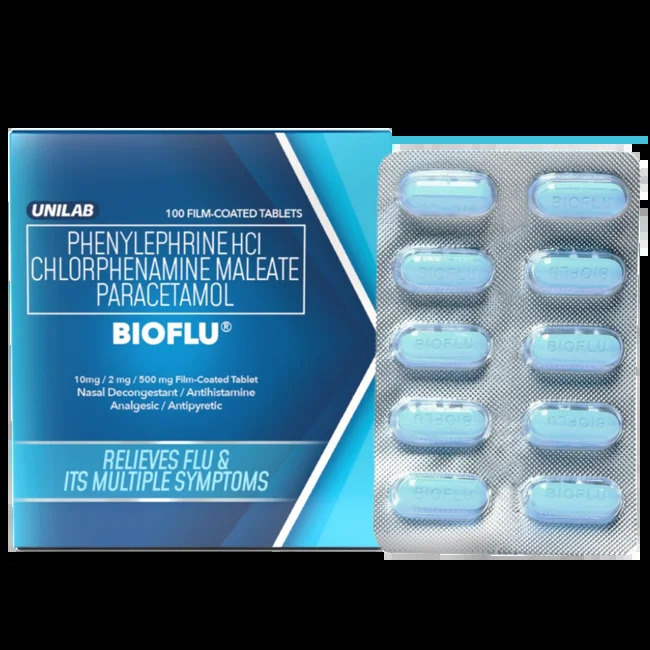 UNILAB
100 FILM-COATED TABLETS
PHENYLEPHRINE HCl
CHLORPHENAMINE MALEATE
PARACETAMOL
BIOFLU®
10mg / 2 mg / 500 mg Film-Coated Tablet
Nasal Decongestant / Antihistamine
Analgesic / Antipyretic
RELIEVES FLU &
ITS MULTIPLE SYMPTOMS
BIOFLU
BIOFLU
BIOFLU
BIOFLU
BIOFLU
BIOFLU
BIOFLU
BIOFLU
BIOFLU